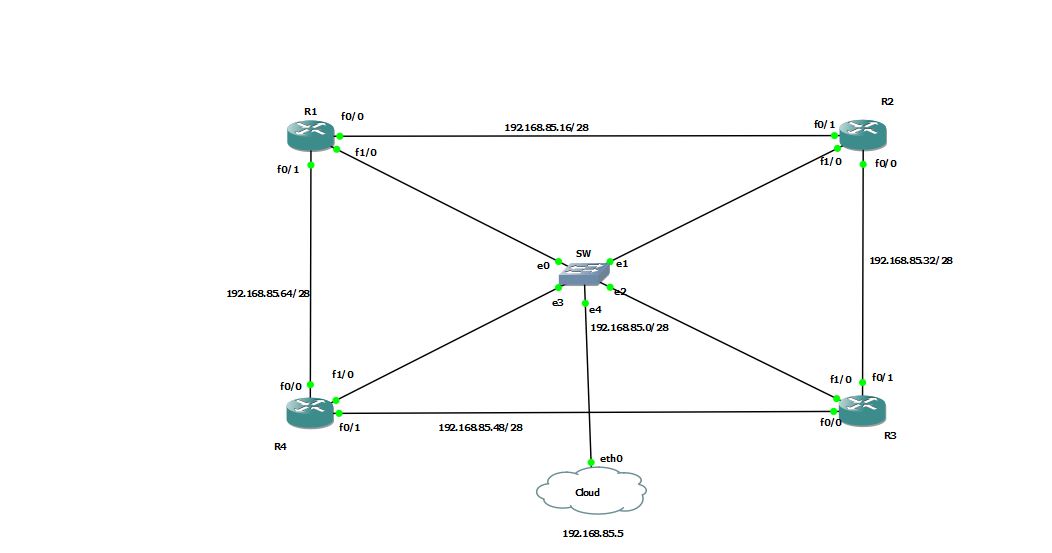 R2
R1
f0/0
192.168.85.16/28
f0/1
f1/0
f1/0
f0/0
f0/1
SW
192.168.85.32/28
e0
e1
192.168.85.64/28
e2
e3
e4
192.168.85.0/28
f1/0
f1/0
f0/1
f0/0
f0/1
192.168.85.48/28
f0/0
R4
R3
eth0
Cloud
192.168.85.5